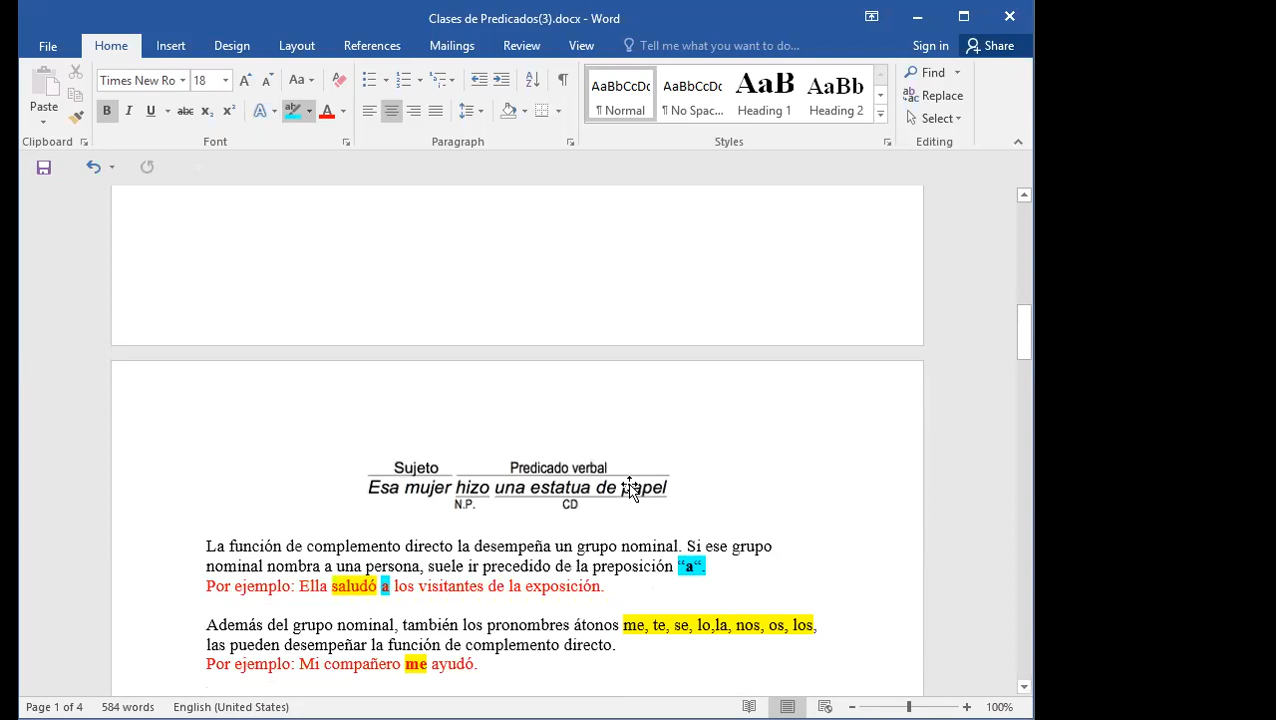 Clases de Predicados(3).docx - Word
File Home Insert Design Layout References Mailings Review View Tell me what you want to do... Sign in Share
Times New Ro 18 Aa AaBbCcDc AaBbCcDc AaB AaBb Find
Paste B I U abc x₂ x² A aby A ¶ Normal ¶ No Spac... Heading 1 Heading 2 Replace
Select
Clipboard Font Paragraph Styles Editing
Sujeto Predicado verbal
Esa mujer hizo una estatua de papel
N.P. CD
La función de complemento directo la desempeña un grupo nominal. Si ese grupo
nominal nombra a una persona, suele ir precedido de la preposición “a“.
Por ejemplo: Ella saludó a los visitantes de la exposición.
Además del grupo nominal, también los pronombres átonos me, te, se, lo,la, nos, os, los,
las pueden desempeñar la función de complemento directo.
Por ejemplo: Mi compañero me ayudó.
Page 1 of 4 584 words English (United States) 100%